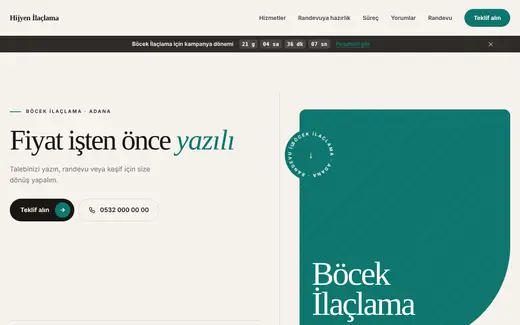 Hijyen İlaçlama
Hizmetler Randevuya hazırlık Süreç Yorumlar Randevu Teklif alın
Böcek İlaçlama için kampanya dönemi 21 g 04 sa 36 dk 07 sn
BÖCEK İLAÇLAMA · ADANA
Fiyat işten önce yazılı
Talebinizi yazın, randevu veya keşif için size
dönüş yapalım.
Teklif alın → 0532 000 00 00
BÖCEK İLAÇLAMA · ADANA · RANDEVU
↓
Böcek
İlaçlama